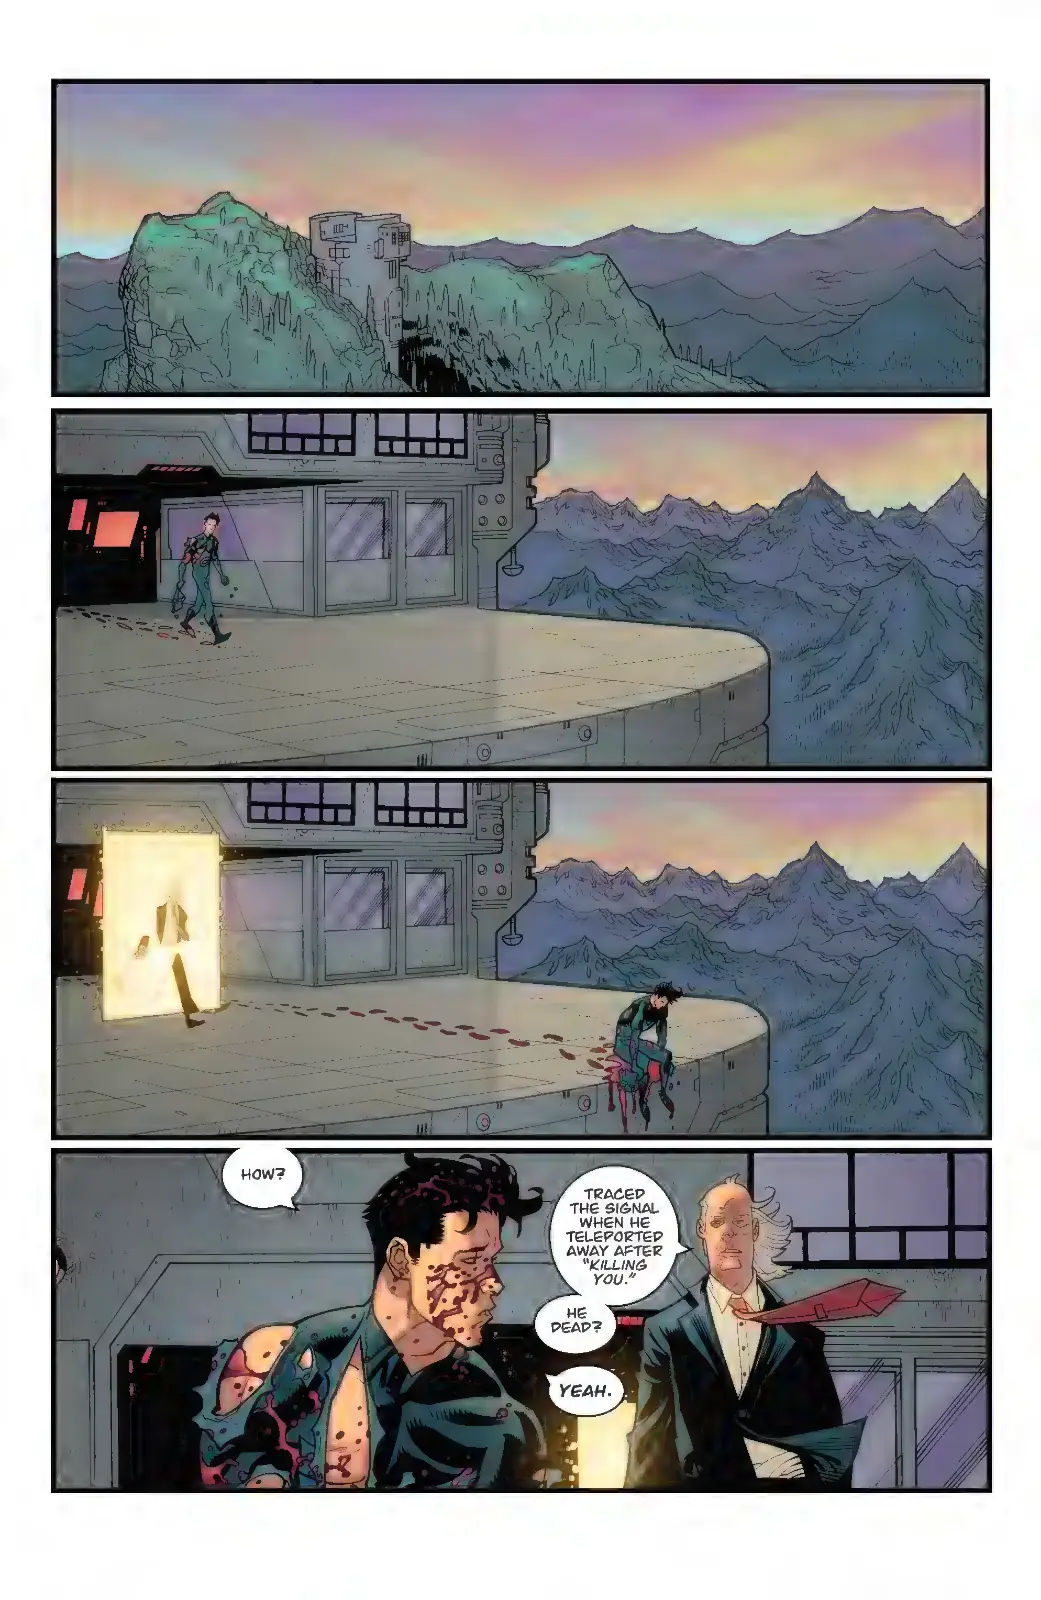 HOW?
TRACED
THE SIGNAL
WHEN HE
TELEPORTED
AWAY AFTER
"KILLING
YOU."
HE
DEAD?
YEAH.